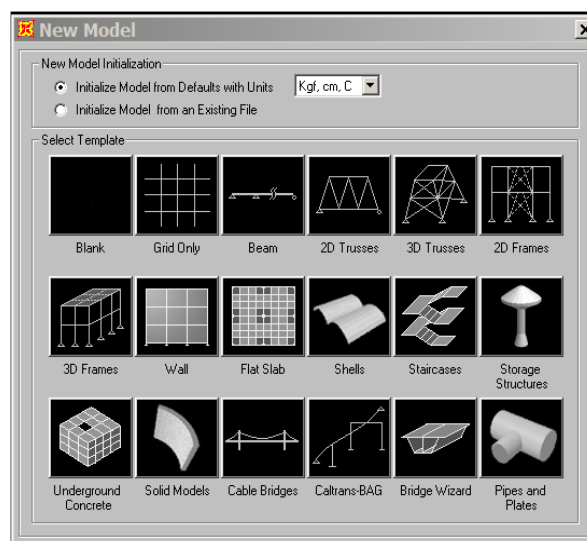 New Model
New Model Initialization
Initialize Model from Defaults with Units
Kgf, cm, C
Initialize Model from an Existing File
Select Template
Blank
Grid Only
Beam
2D Trusses
3D Trusses
2D Frames
3D Frames
Wall
Flat Slab
Shells
Staircases
Storage
Structures
Underground
Concrete
Solid Models
Cable Bridges
Caltrans-BAG
Bridge Wizard
Pipes and
Plates